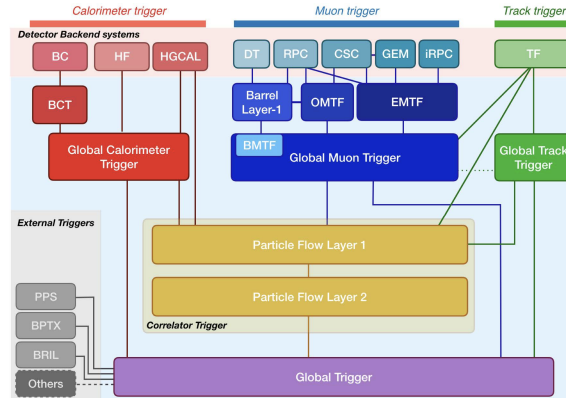 Calorimeter trigger
Muon trigger
Track trigger
Detector Backend systems
BC
HF
HGCAL
DT
RPC
CSC
GEM
iRPC
TF
BCT
Barrel
Layer-1
OMTF
EMTF
Global Calorimeter
Trigger
BMTF
Global Muon Trigger
Global Track
Trigger
External Triggers
Particle Flow Layer 1
Particle Flow Layer 2
Correlator Trigger
PPS
BPTX
BRIL
Others
Global Trigger